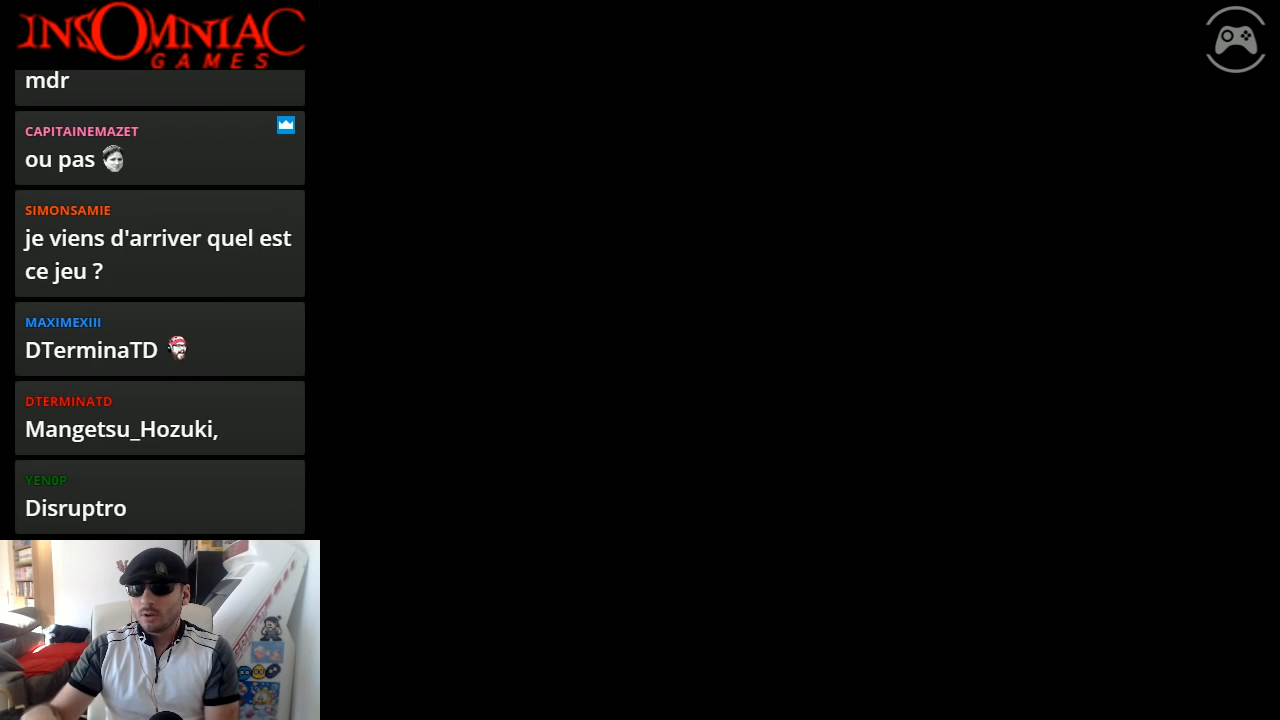 INSOMNIAC
GAMES
mdr
CAPITAINEMAZET
ou pas
SIMONSAMIE
je viens d'arriver quel est
ce jeu ?
MAXIMEXIII
DTerminaTD
DTERMINATD
Mangetsu_Hozuki,
YEN0P
Disruptro